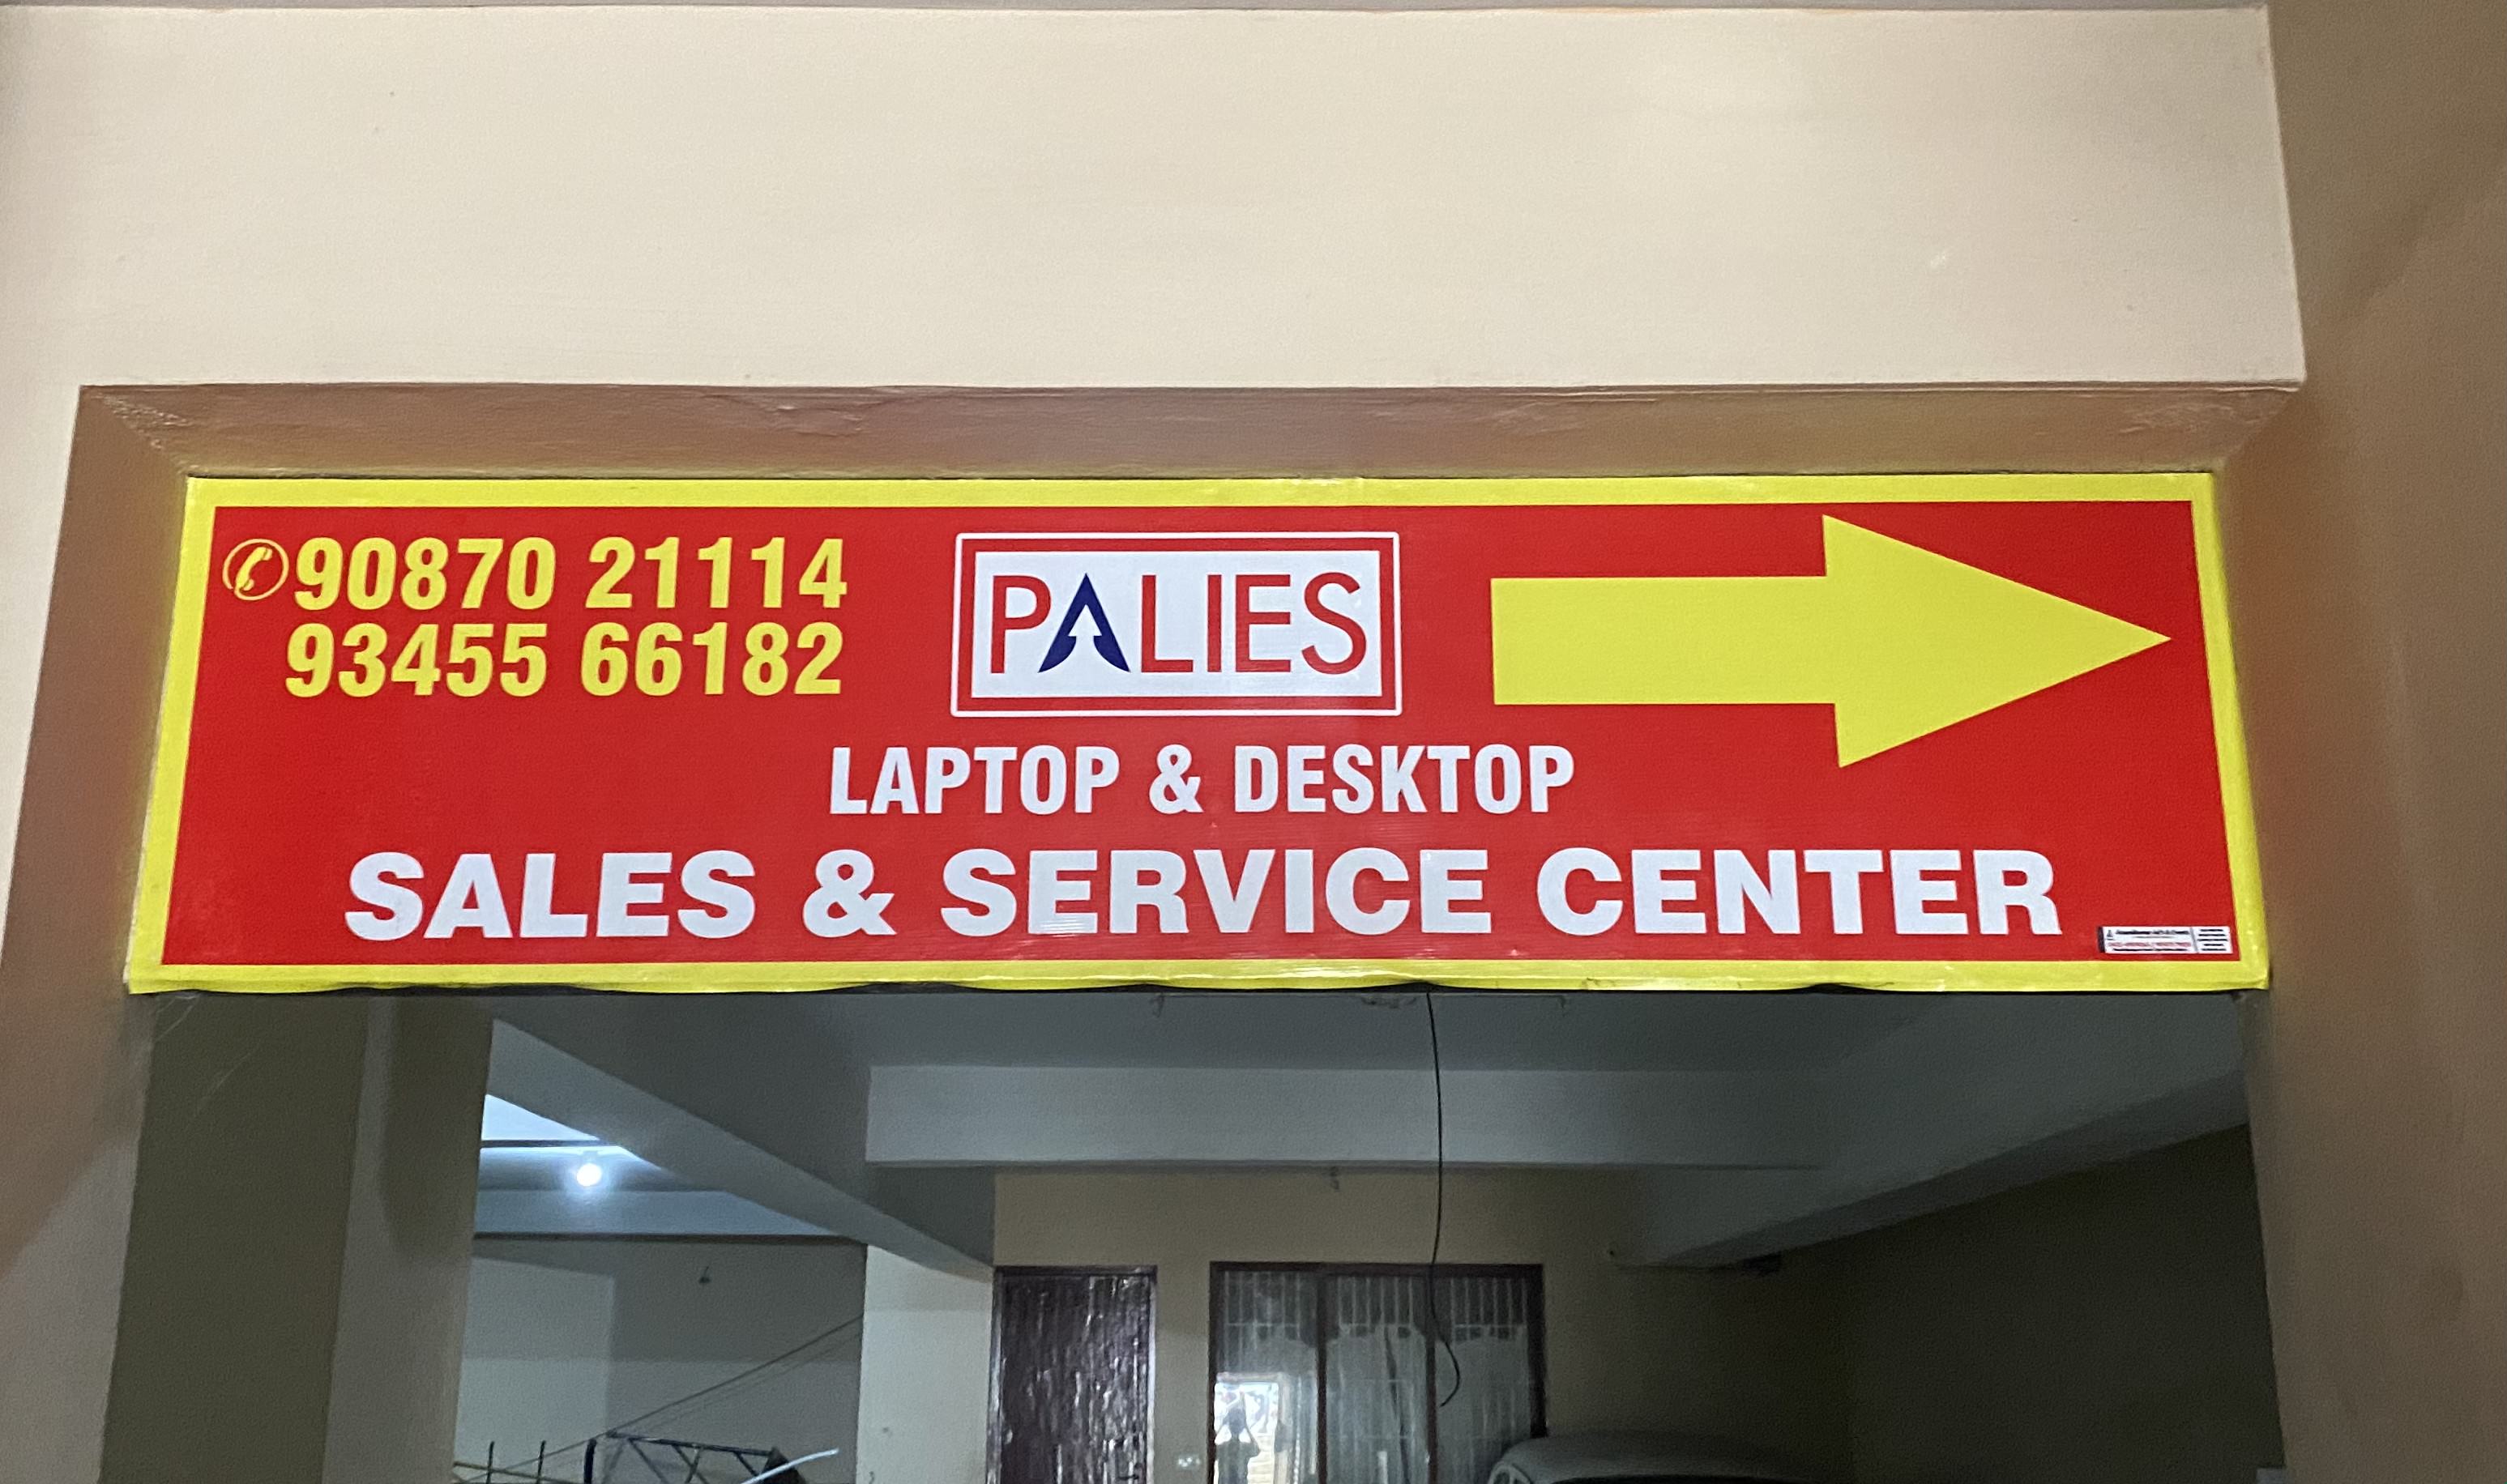 90870 21114
93455 66182
PALIES
LAPTOP & DESKTOP
SALES & SERVICE CENTER